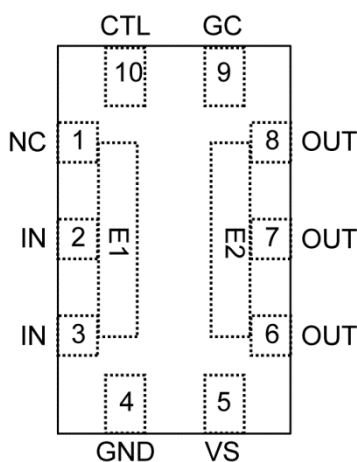 CTL GC
10 9
NC 1 8 OUT
IN 2 E1 E2 7 OUT
IN 3 6 OUT
4 5
GND VS